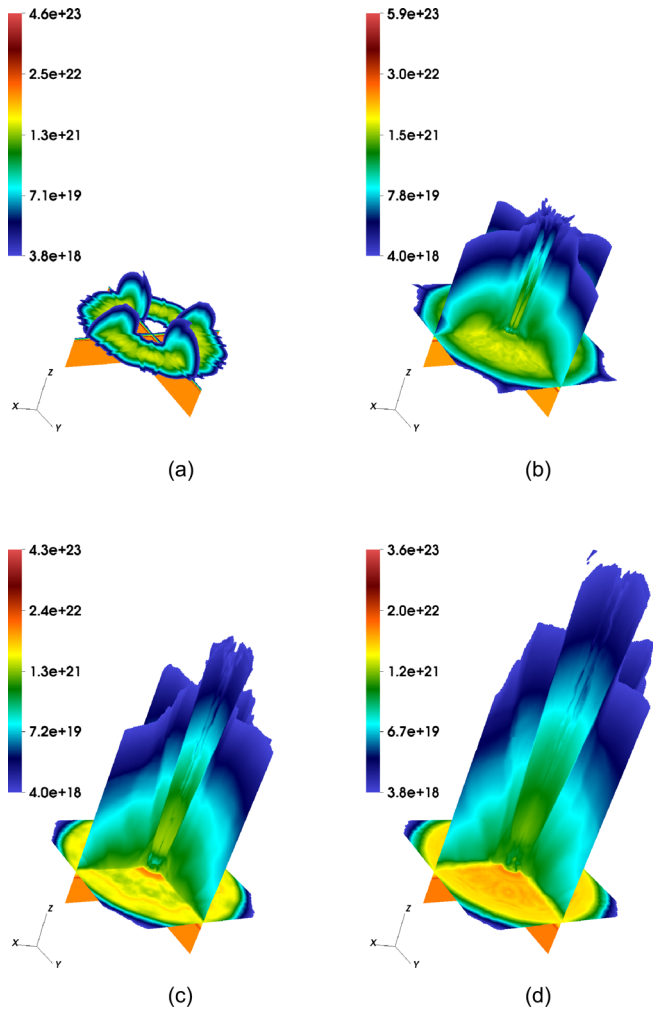 4.6e+23
2.5e+22
1.3e+21
7.1e+19
3.8e+18
Z
X
Y
(a)
5.9e+23
3.0e+22
1.5e+21
7.8e+19
4.0e+18
Z
X
Y
(b)
4.3e+23
2.4e+22
1.3e+21
7.2e+19
4.0e+18
Z
X
Y
(c)
3.6e+23
2.0e+22
1.2e+21
6.7e+19
3.8e+18
Z
X
Y
(d)